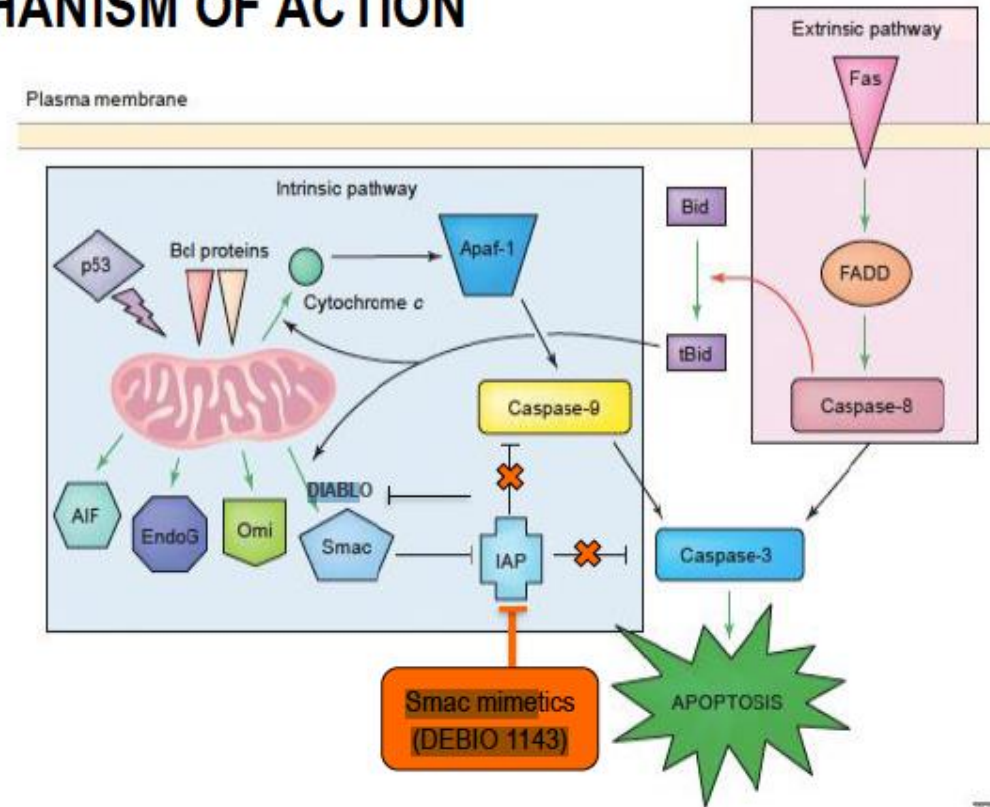 HANISM OF ACTION
Extrinsic pathway
Fas
Plasma membrane
Intrinsic pathway
Bid
p53
Bcl proteins
Apaf-1
FADD
Cytochrome c
tBid
Caspase-9
Caspase-8
DIABLO
AIF
EndoG
Omi
Smac
IAP
Caspase-3
Smac mimetics
(DEBIO 1143)
APOPTOSIS